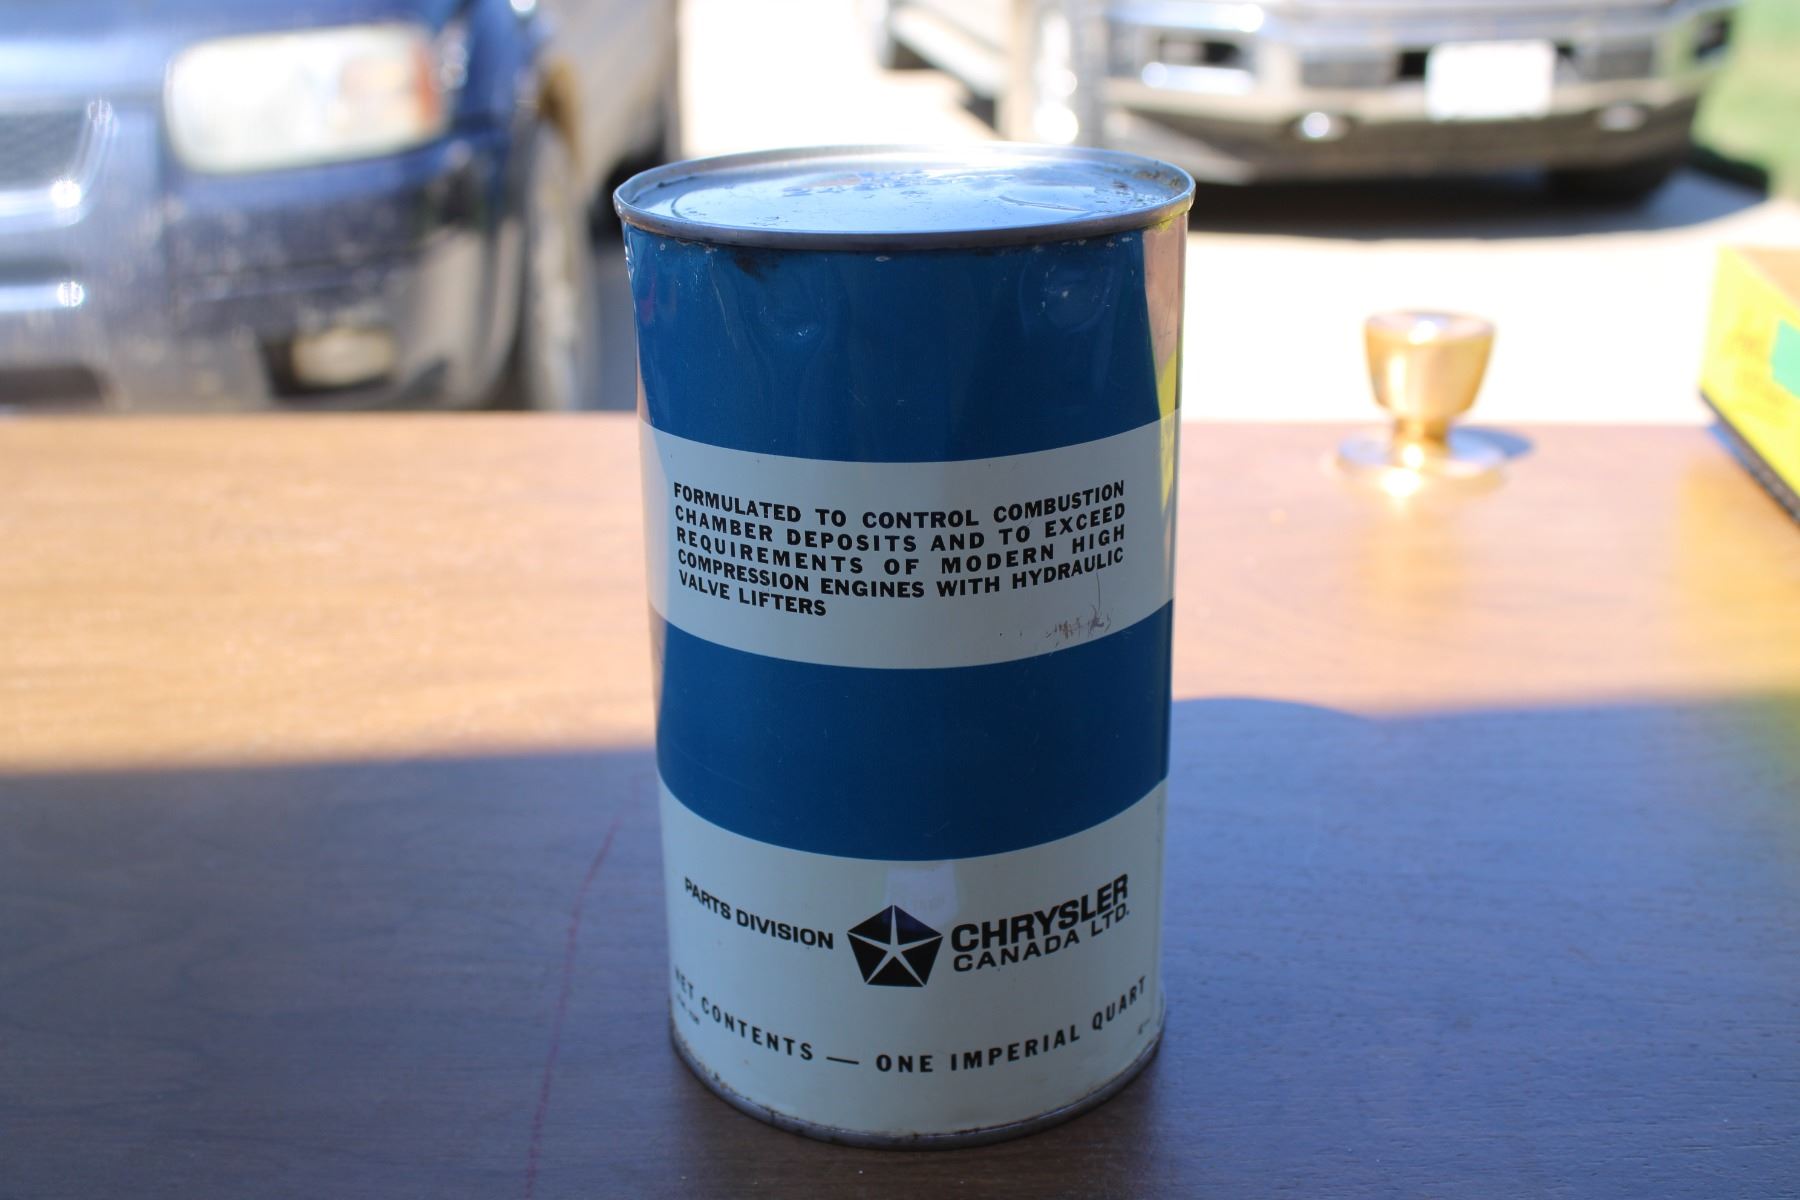 FORMULATED TO CONTROL COMBUSTION
CHAMBER DEPOSITS AND TO EXCEED
REQUIREMENTS OF MODERN HIGH
COMPRESSION ENGINES WITH HYDRAULIC
VALVE LIFTERS
PARTS DIVISION
CHRYSLER
CANADA LTD.
NET CONTENTS — ONE IMPERIAL QUART